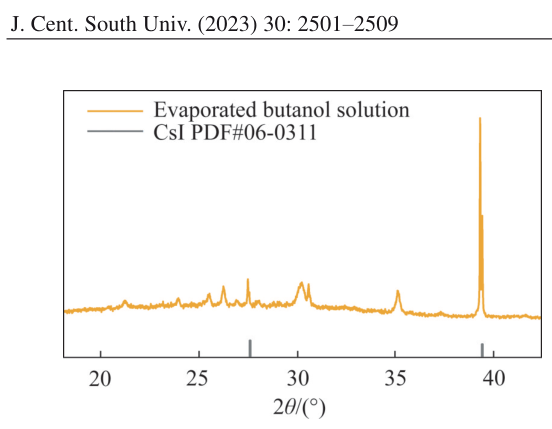 J. Cent. South Univ. (2023) 30: 2501–2509
Evaporated butanol solution
CsI PDF#06-0311
20 25 30 35 40
2θ/(°)